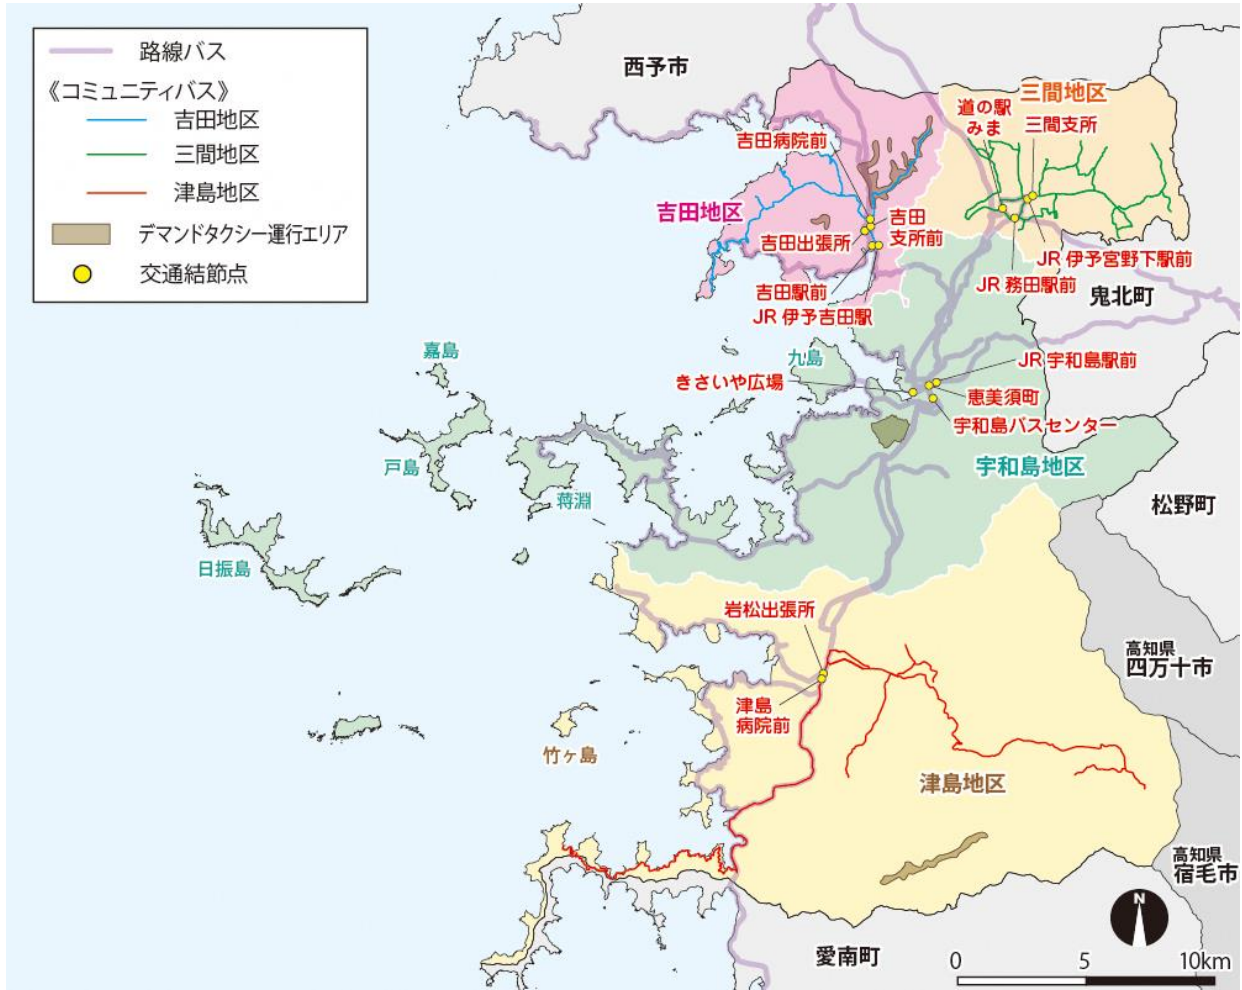 路線バス
《コミュニティバス》
吉田地区
三間地区
津島地区
デマンドタクシー運行エリア
交通結節点
西予市
三間地区
道の駅
みま
三間支所
吉田病院前
吉田地区
吉田
支所前
吉田出張所
JR 伊予宮野下駅前
JR 務田駅前
吉田駅前
JR 伊予吉田駅
鬼北町
嘉島
九島
JR 宇和島駅前
きさいや広場
恵美須町
宇和島バスセンター
宇和島地区
戸島
蒋淵
松野町
日振島
岩松出張所
高知県
四万十市
津島
病院前
竹ヶ島
津島地区
高知県
宿毛市
N
愛南町
0 5 10km